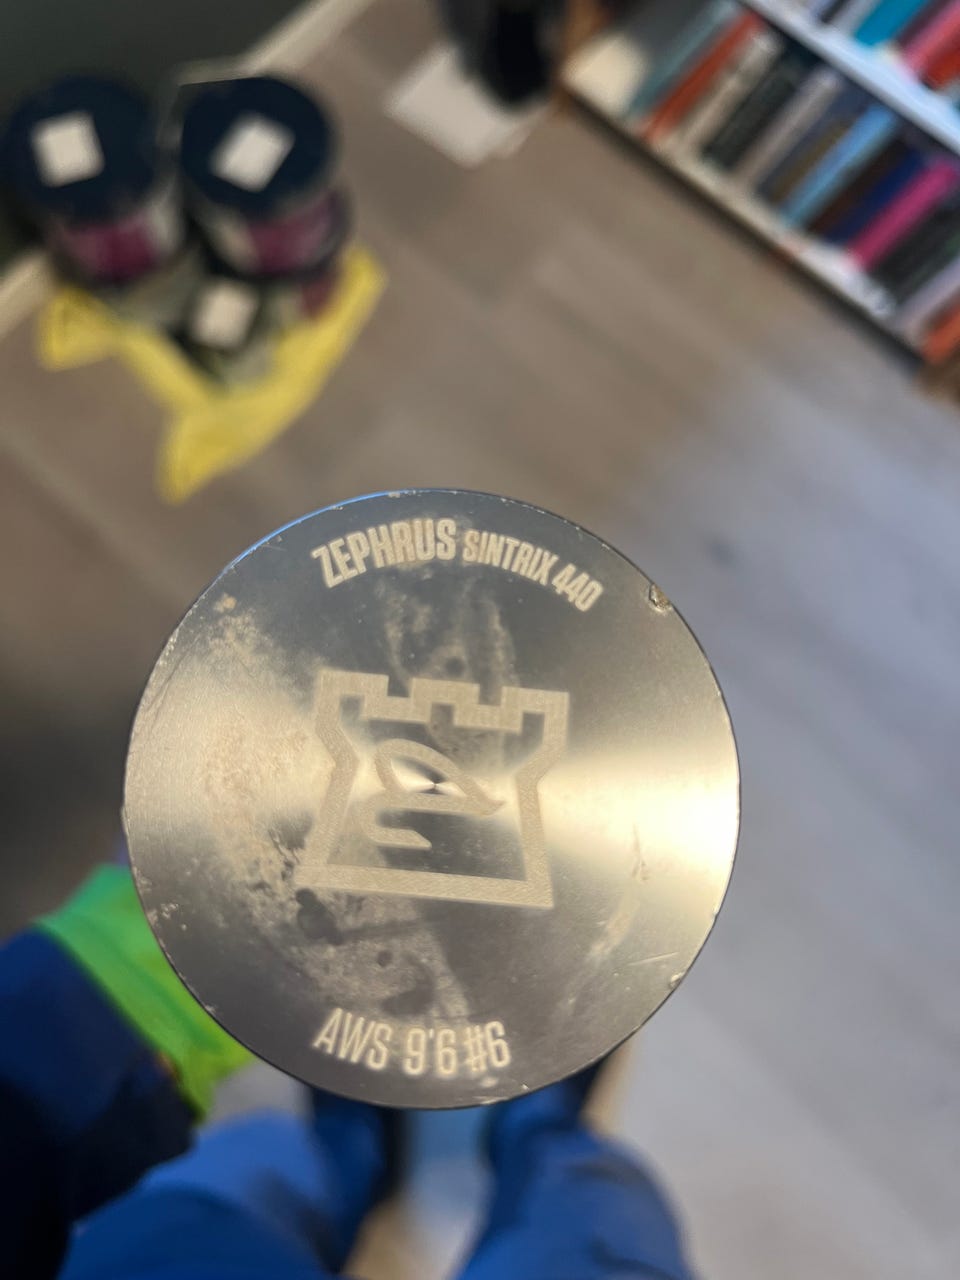 ZEPHRUS SINTRIX 440
AWS 9'6 #6